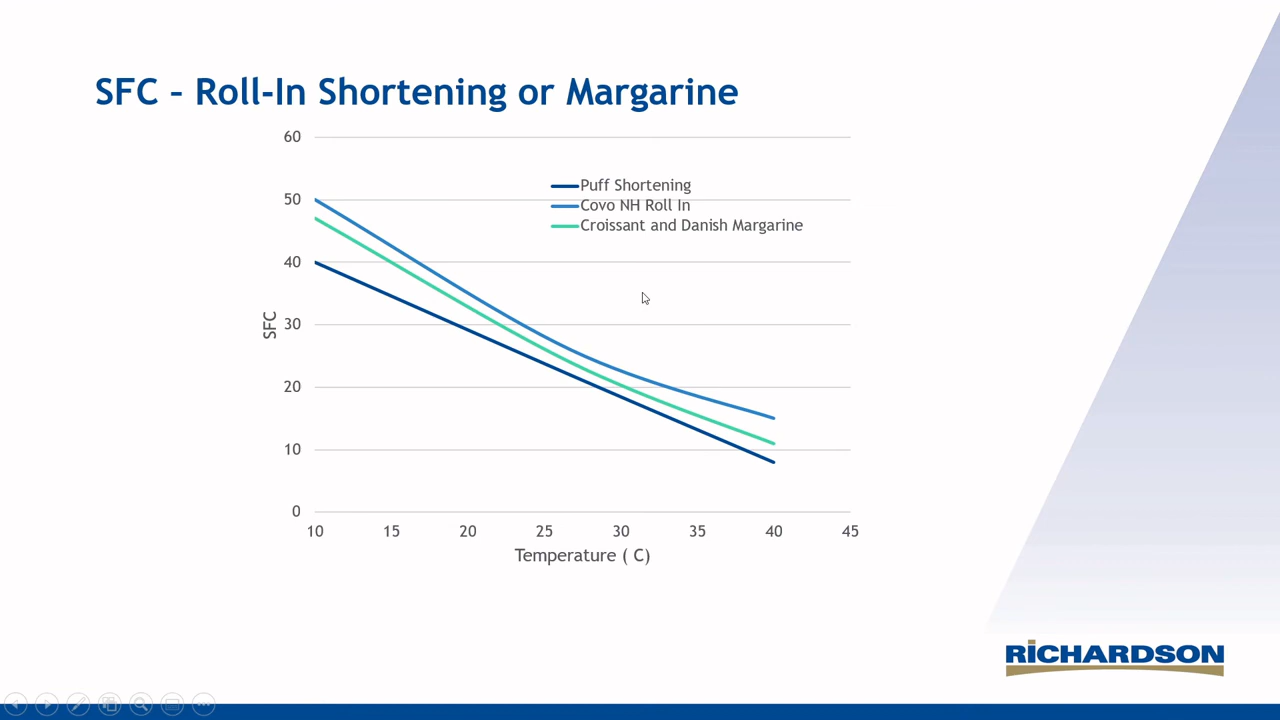 SFC – Roll-In Shortening or Margarine
60
50
40
30
20
10
0
SFC
Puff Shortening
Covo NH Roll In
Croissant and Danish Margarine
10 15 20 25 30 35 40 45
Temperature ( C)
RICHARDSON